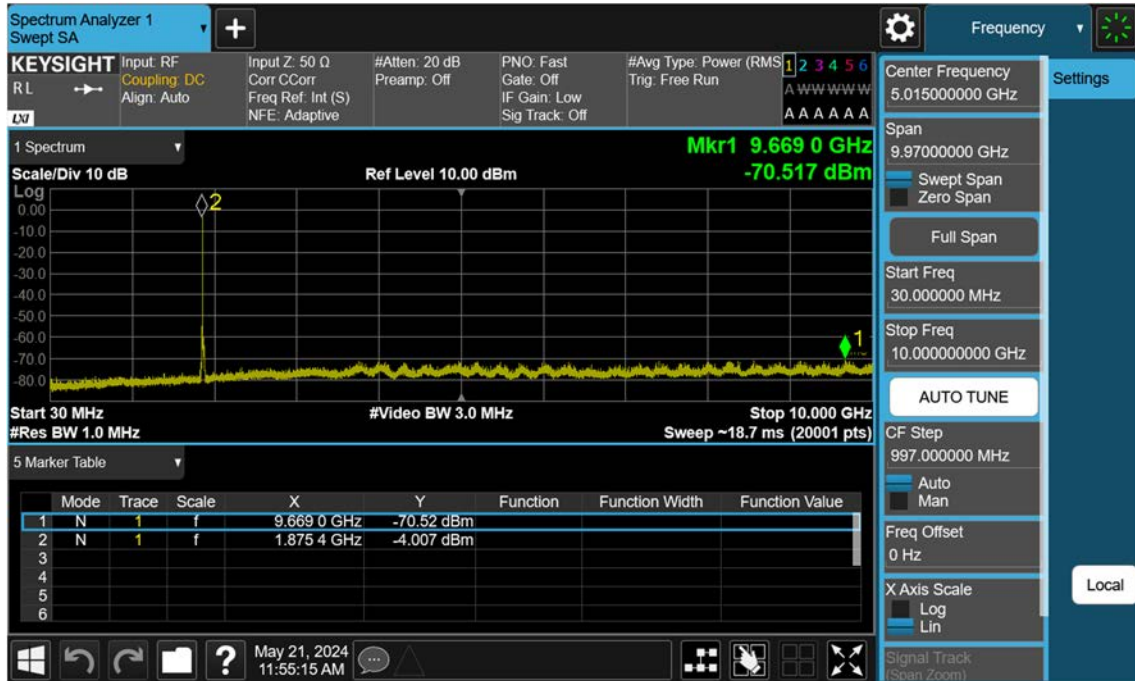 Spectrum Analyzer 1
Swept SA
+
Frequency
KEYSIGHT
R L
LXI
Input: RF
Coupling: DC
Align: Auto
Input Z: 50 Ω
Corr CCorr
Freq Ref: Int (S)
NFE: Adaptive
#Atten: 20 dB
Preamp: Off
PNO: Fast
Gate: Off
IF Gain: Low
Sig Track: Off
#Avg Type: Power (RMS
Trig: Free Run
1 2 3 4 5 6
A W W W W W
A A A A A A
1 Spectrum
Scale/Div 10 dB
Ref Level 10.00 dBm
Mkr1 9.669 0 GHz
-70.517 dBm
Log
0.00
-10.0
-20.0
-30.0
-40.0
-50.0
-60.0
-70.0
-80.0
2
1
Start 30 MHz
#Video BW 3.0 MHz
Stop 10.000 GHz
#Res BW 1.0 MHz
Sweep ~18.7 ms (20001 pts)
5 Marker Table
Mode Trace Scale X Y Function Function Width Function Value
1 N 1 f 9.669 0 GHz -70.52 dBm
2 N 1 f 1.875 4 GHz -4.007 dBm
3
4
5
6
Center Frequency
5.015000000 GHz
Span
9.97000000 GHz
Swept Span
Zero Span
Full Span
Start Freq
30.000000 MHz
Stop Freq
10.000000000 GHz
AUTO TUNE
CF Step
997.000000 MHz
Auto
Man
Freq Offset
0 Hz
X Axis Scale
Log
Lin
Signal Track
(Span Zoom)
Settings
Local
?
May 21, 2024
11:55:15 AM